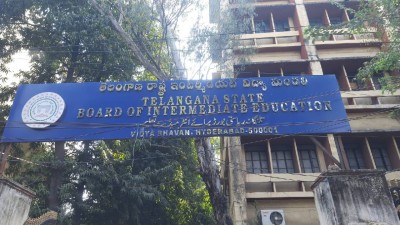 తెలంగాణ రాష్ట్ర ఇంటర్మీడియట్ విద్యా మండలి
TELANGANA STATE
BOARD OF INTERMEDIATE EDUCATION
VIDYA BHAVAN, HYDERABAD-500001